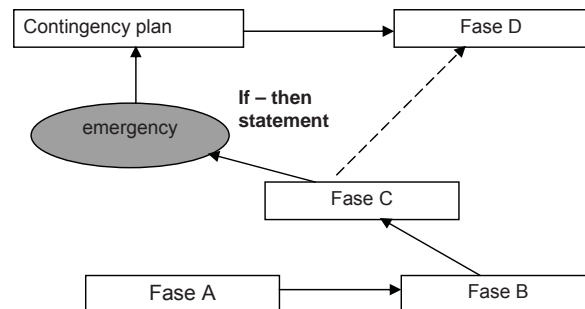 Contingency plan
Fase D
If – then
statement
emergency
Fase C
Fase A
Fase B